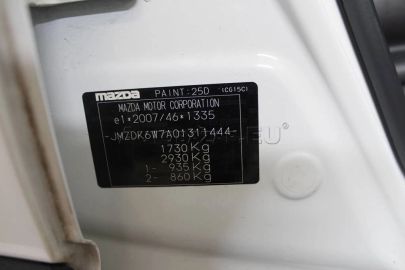 mazda PAINT:25D (CG15C)
MAZDA MOTOR CORPORATION
e1*2007/46*1335
-JMZDK6W7A01311444-
1730 Kg
2930 Kg
1- 935 Kg
2- 860 Kg